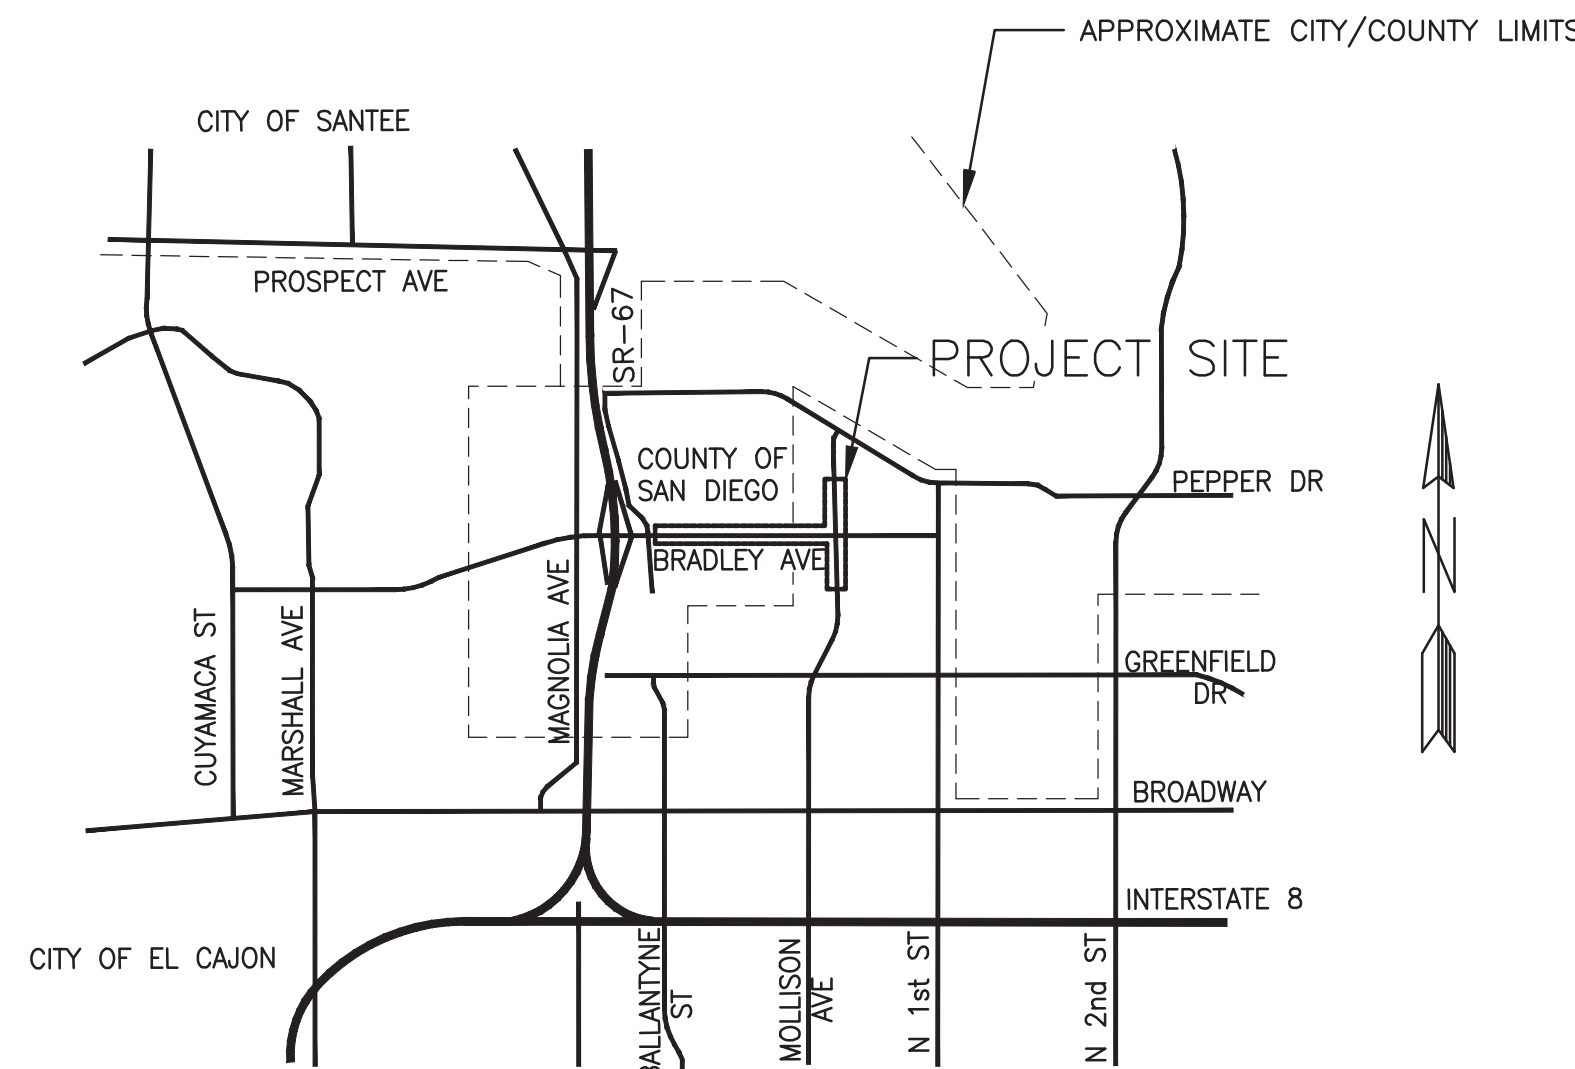 APPROXIMATE CITY/COUNTY LIMITS
CITY OF SANTEE
PROSPECT AVE
SR-67
PROJECT SITE
COUNTY OF
SAN DIEGO
PEPPER DR
N
BRADLEY AVE
MAGNOLIA AVE
CUYAMACA ST
MARSHALL AVE
GREENFIELD
DR
BROADWAY
INTERSTATE 8
CITY OF EL CAJON
BALLANTYNE
ST
MOLLISON
AVE
N 1st ST
N 2nd ST